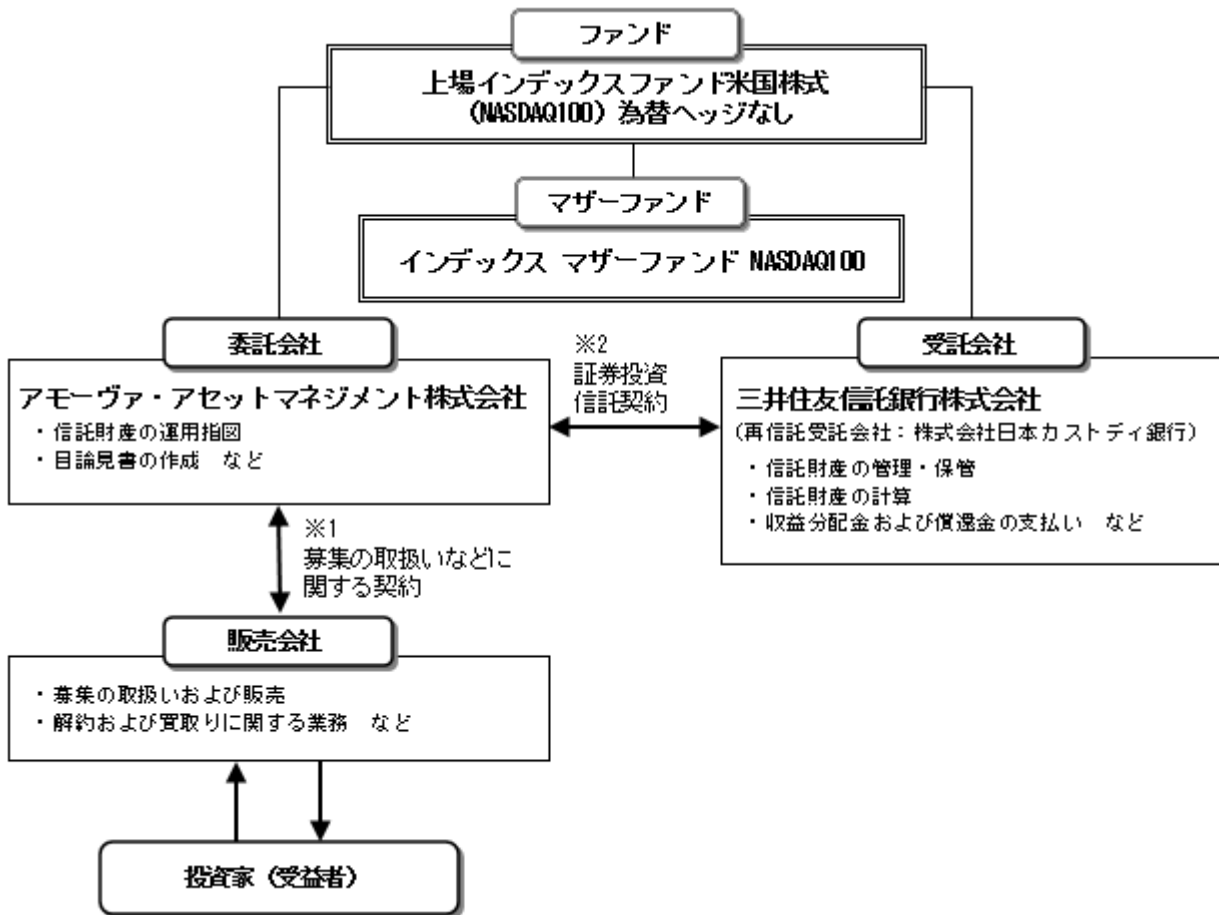 ファンド
上場インデックスファンド米国株式
(NASDAQ100) 為替ヘッジなし
マザーファンド
インデックス マザーファンド NASDAQ100
委託会社
アモーヴァ・アセットマネジメント株式会社
・信託財産の運用指図
・目論見書の作成 など
※2
証券投資
信託契約
受託会社
三井住友信託銀行株式会社
(再信託受託会社：株式会社日本カストディ銀行)
・信託財産の管理・保管
・信託財産の計算
・収益分配金および償還金の支払い など
※1
募集の取扱いなどに
関する契約
販売会社
・募集の取扱いおよび販売
・解約および買取りに関する業務 など
投資家 (受益者)